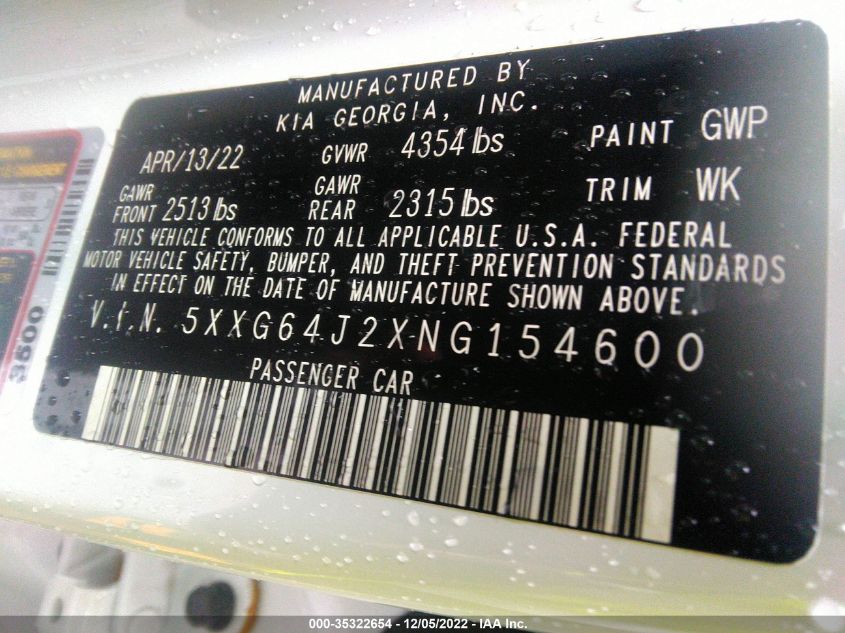 MANUFACTURED BY
KIA GEORGIA, INC.
APR/13/22 GVWR 4354 lbs PAINT GWP
GAWR FRONT 2513 lbs GAWR REAR 2315 lbs TRIM WK
THIS VEHICLE CONFORMS TO ALL APPLICABLE U.S.A. FEDERAL
MOTOR VEHICLE SAFETY, BUMPER, AND THEFT PREVENTION STANDARDS
IN EFFECT ON THE DATE OF MANUFACTURE SHOWN ABOVE.
V.I.N. 5XXG64J2XNG154600
PASSENGER CAR
000-35322654 - 12/05/2022 - IAA Inc.